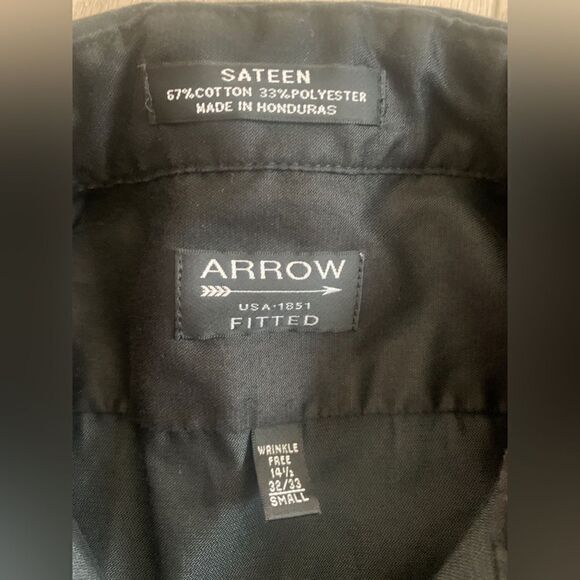 SATEEN
67%COTTON 33%POLYESTER
MADE IN HONDURAS
ARROW
USA·1851
FITTED
WRINKLE
FREE
14½
32/33
SMALL